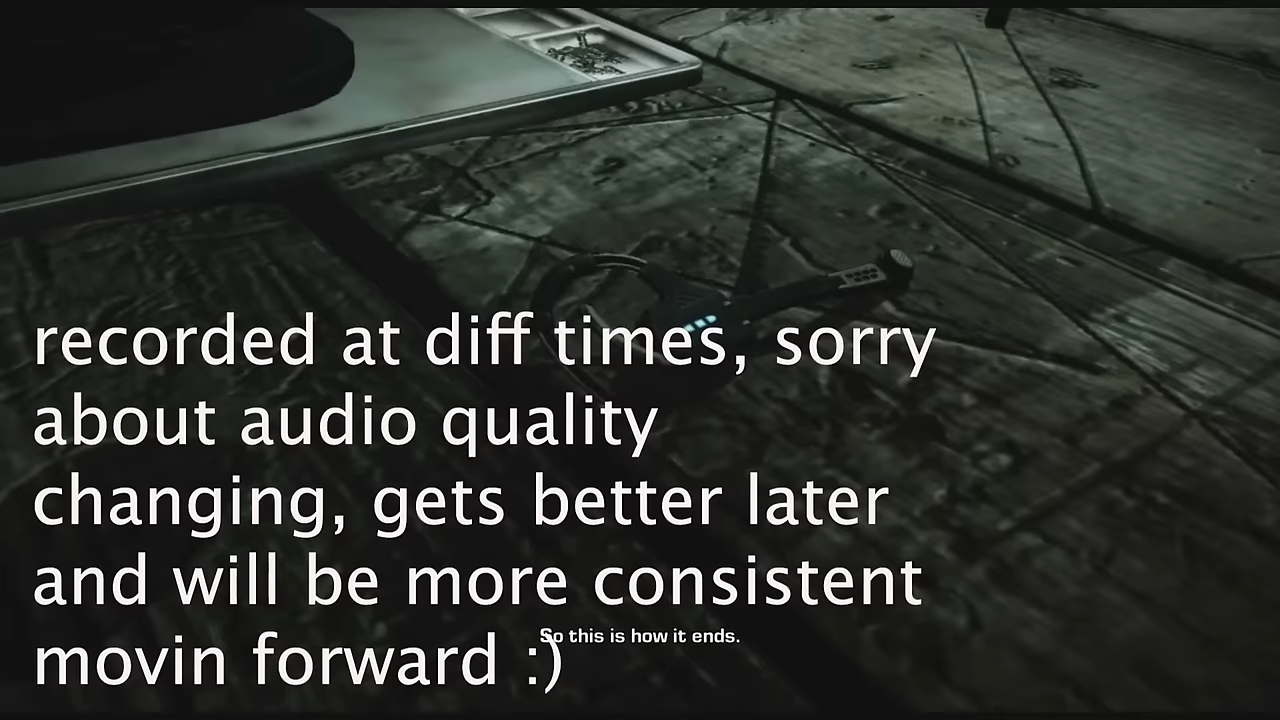 recorded at diff times, sorry
about audio quality
changing, gets better later
and will be more consistent
So this is how it ends.
movin forward :)